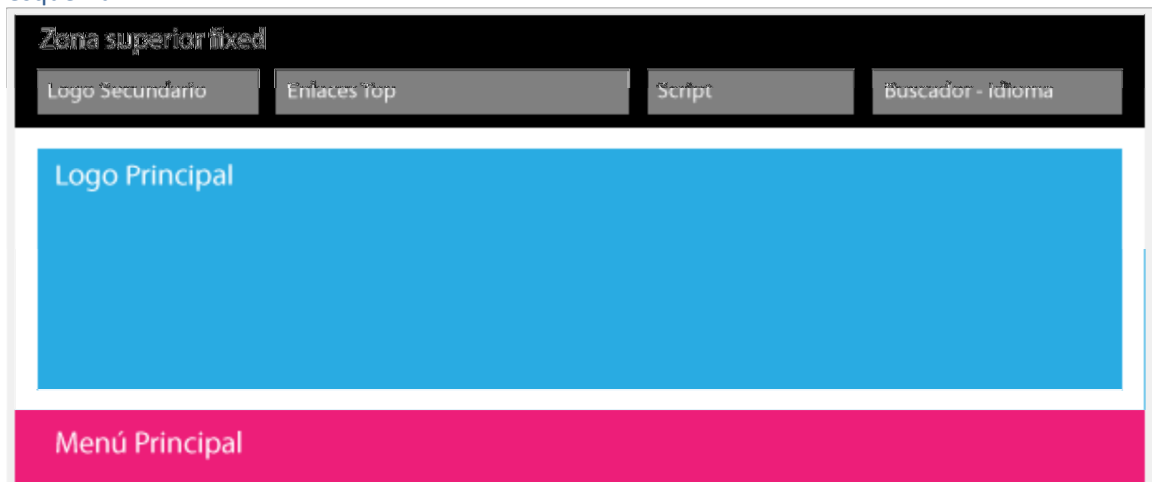 Zona superior fixed
Logo Secundario Enlaces Top Script Buscador - Idioma
Logo Principal
Menú Principal